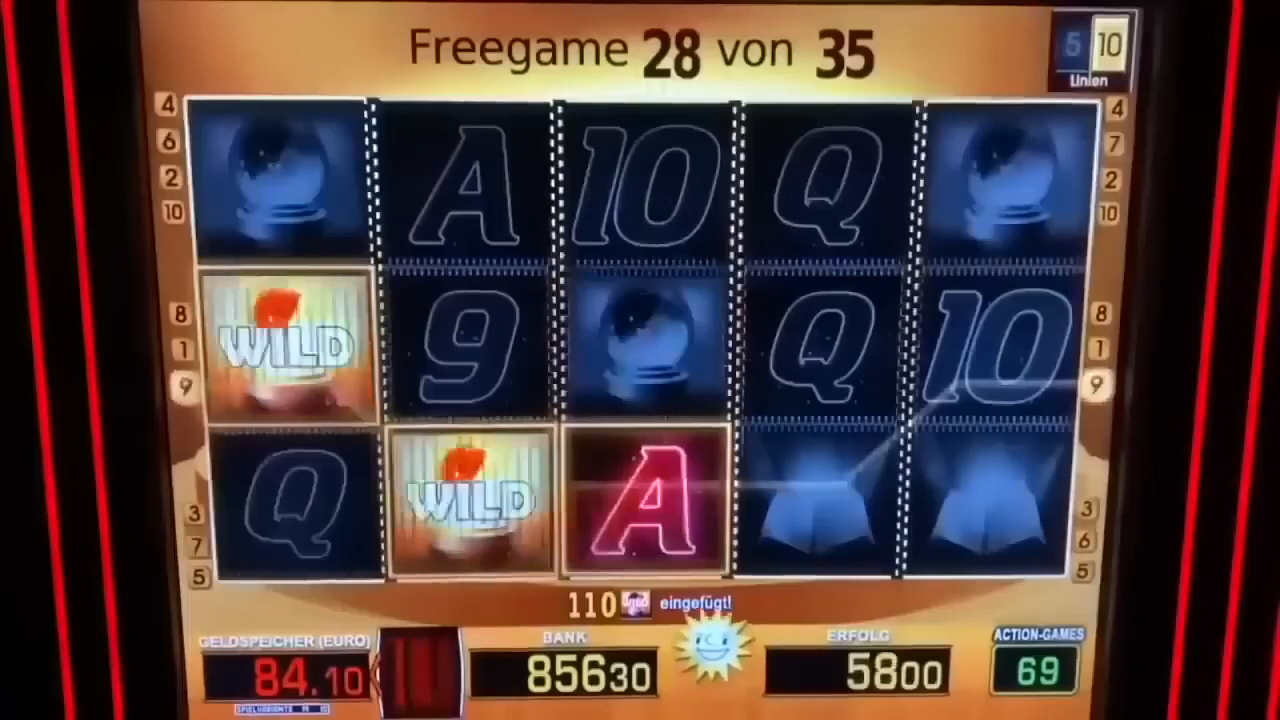 Freegame 28 von 35
5 10
Linien
4 4
6 A 10 Q 7
2 2
10 10
8 WILD 9 Q 10 8
1 1
9 9
Q WILD A
3 3
7 6
5 5
110 WILD eingefügt!
GELDSPEICHER (EURO) BANK ERFOLG ACTION-GAMES
84.10 85630 5800 69